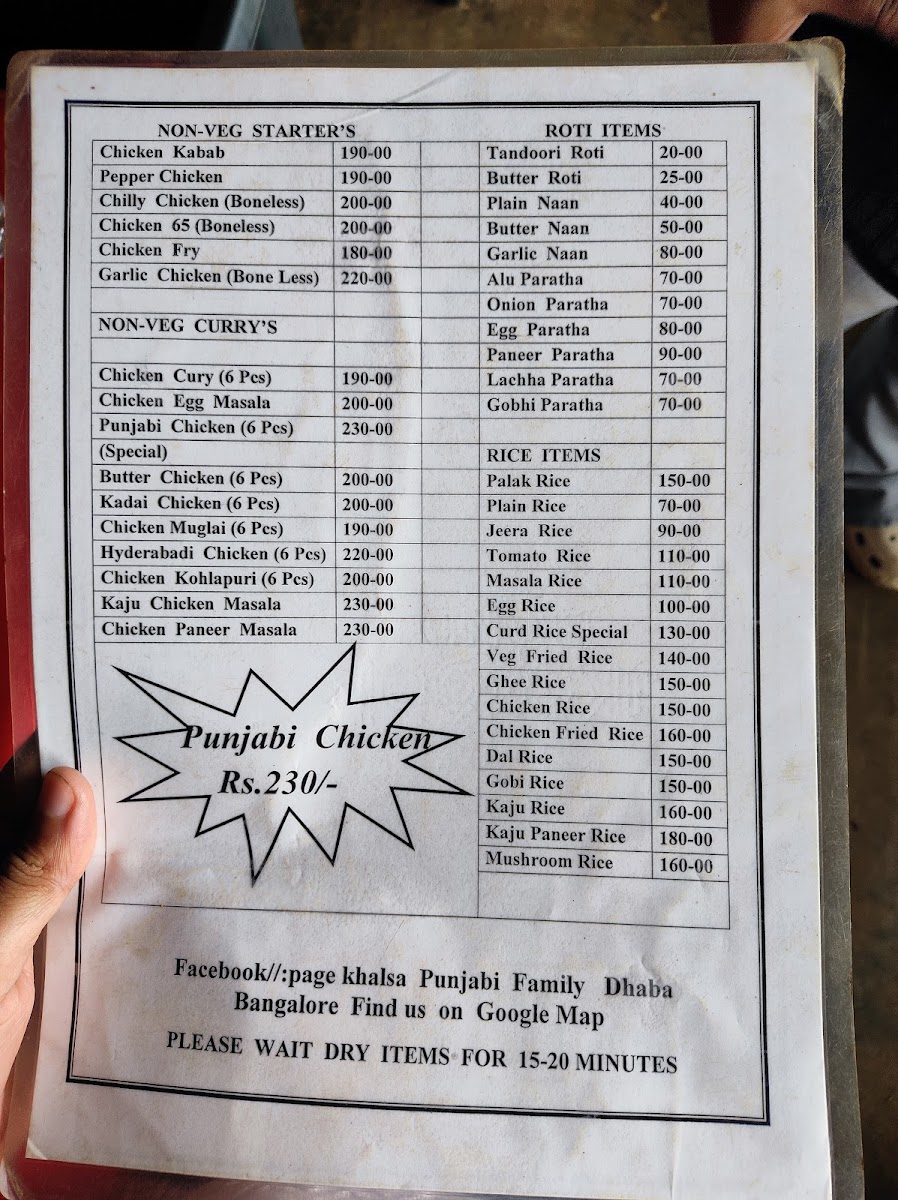 NON-VEG STARTER'S
Chicken Kabab 190-00
Pepper Chicken 190-00
Chilly Chicken (Boneless) 200-00
Chicken 65 (Boneless) 200-00
Chicken Fry 180-00
Garlic Chicken (Bone Less) 220-00
NON-VEG CURRY'S
Chicken Cury (6 Pcs) 190-00
Chicken Egg Masala 200-00
Punjabi Chicken (6 Pcs) 230-00
(Special)
Butter Chicken (6 Pcs) 200-00
Kadai Chicken (6 Pcs) 200-00
Chicken Muglai (6 Pcs) 190-00
Hyderabadi Chicken (6 Pcs) 220-00
Chicken Kohlapuri (6 Pcs) 200-00
Kaju Chicken Masala 230-00
Chicken Paneer Masala 230-00
Punjabi Chicken
Rs.230/-
ROTI ITEMS
Tandoori Roti 20-00
Butter Roti 25-00
Plain Naan 40-00
Butter Naan 50-00
Garlic Naan 80-00
Alu Paratha 70-00
Onion Paratha 70-00
Egg Paratha 80-00
Paneer Paratha 90-00
Lachha Paratha 70-00
Gobhi Paratha 70-00
RICE ITEMS
Palak Rice 150-00
Plain Rice 70-00
Jeera Rice 90-00
Tomato Rice 110-00
Masala Rice 110-00
Egg Rice 100-00
Curd Rice Special 130-00
Veg Fried Rice 140-00
Ghee Rice 150-00
Chicken Rice 150-00
Chicken Fried Rice 160-00
Dal Rice 150-00
Gobi Rice 150-00
Kaju Rice 160-00
Kaju Paneer Rice 180-00
Mushroom Rice 160-00
Facebook//:page khalsa Punjabi Family Dhaba
Bangalore Find us on Google Map
PLEASE WAIT DRY ITEMS FOR 15-20 MINUTES